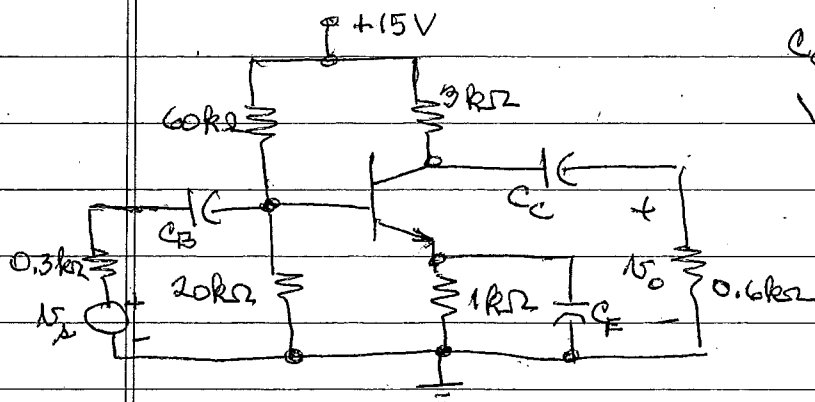 +15V
60kΩ
3kΩ
C_C
+
C_B
0.3kΩ
20kΩ
1kΩ
C_E
v_o
0.6kΩ
v_s
+
-
-